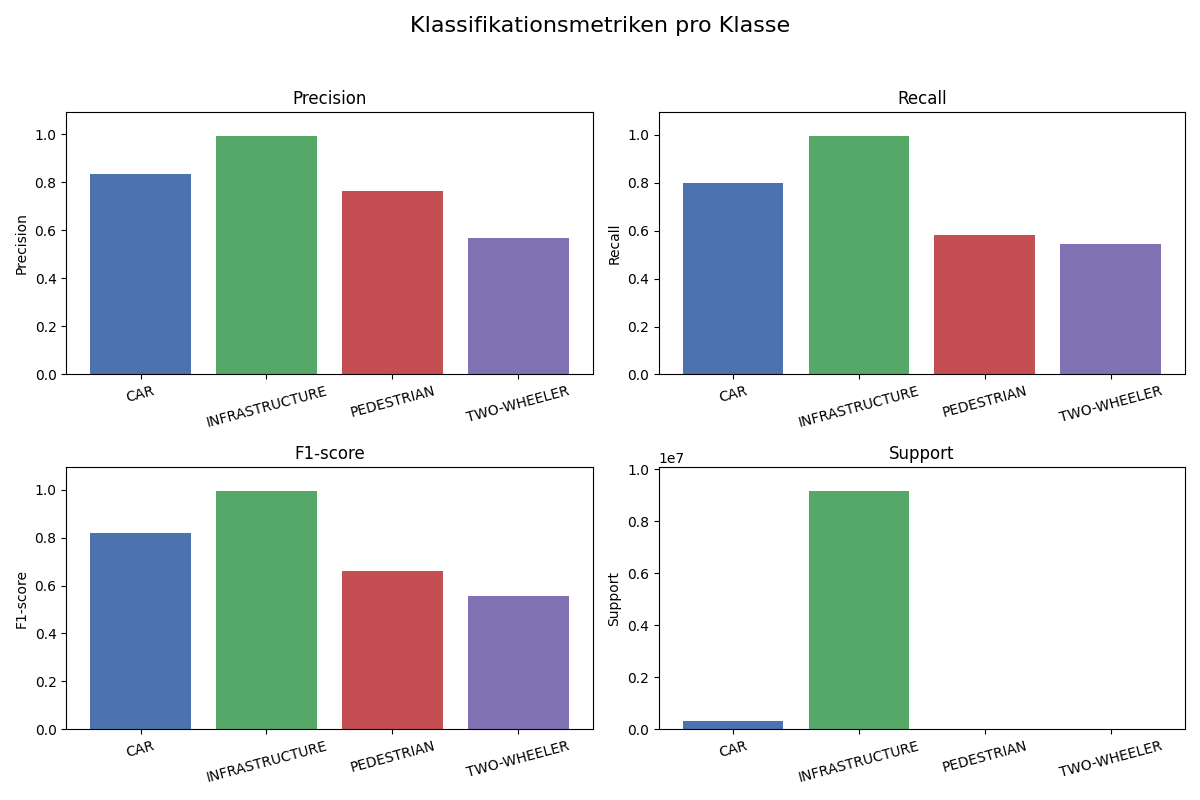 Klassifikationsmetriken pro Klasse
Precision
Precision
1.0
0.8
0.6
0.4
0.2
0.0
CAR
INFRASTRUCTURE
PEDESTRIAN
TWO-WHEELER
Recall
Recall
1.0
0.8
0.6
0.4
0.2
0.0
CAR
INFRASTRUCTURE
PEDESTRIAN
TWO-WHEELER
F1-score
F1-score
1.0
0.8
0.6
0.4
0.2
0.0
CAR
INFRASTRUCTURE
PEDESTRIAN
TWO-WHEELER
Support
1e7
Support
1.0
0.8
0.6
0.4
0.2
0.0
CAR
INFRASTRUCTURE
PEDESTRIAN
TWO-WHEELER